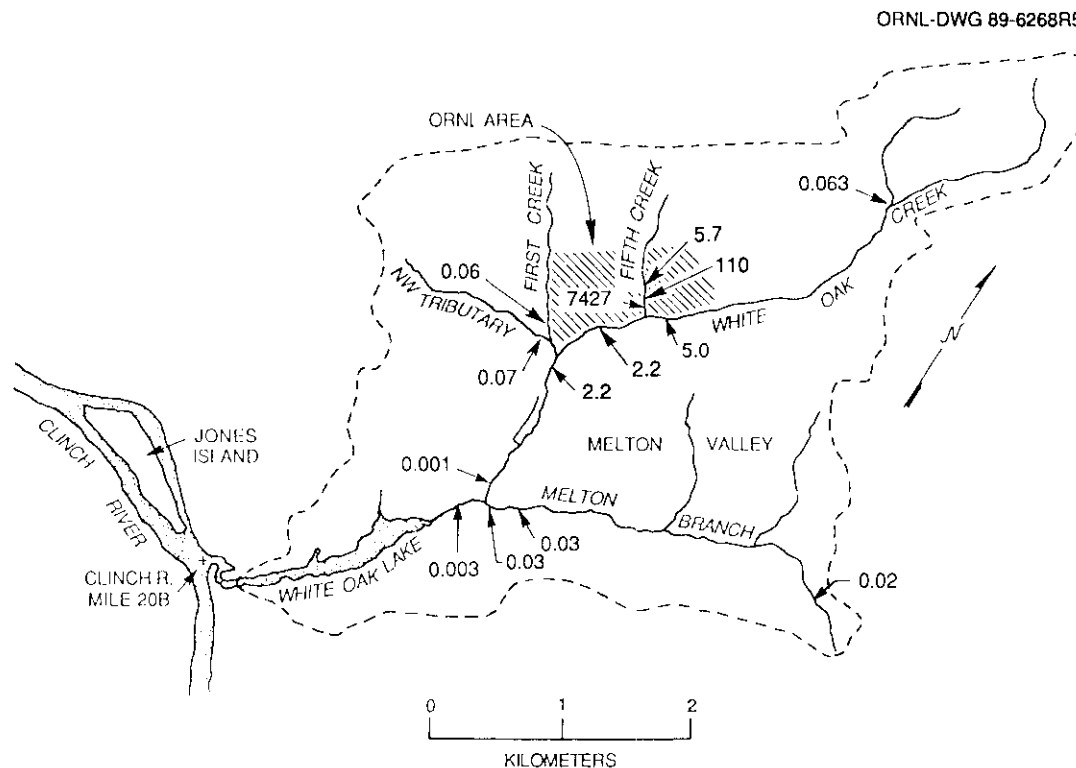 ORNL-DWG 89-6268R5
ORNL AREA
FIRST CREEK
FIFTH CREEK
0.063
CREEK
OAK
WHITE
5.7
110
7427
0.06
NW TRIBUTARY
0.07
2.2
2.2
5.0
N
JONES
ISLAND
CLINCH
RIVER
MELTON
VALLEY
0.001
MELTON
BRANCH
0.03
0.03
0.003
0.02
WHITE OAK LAKE
CLINCH R.
MILE 20B
0
1
2
KILOMETERS